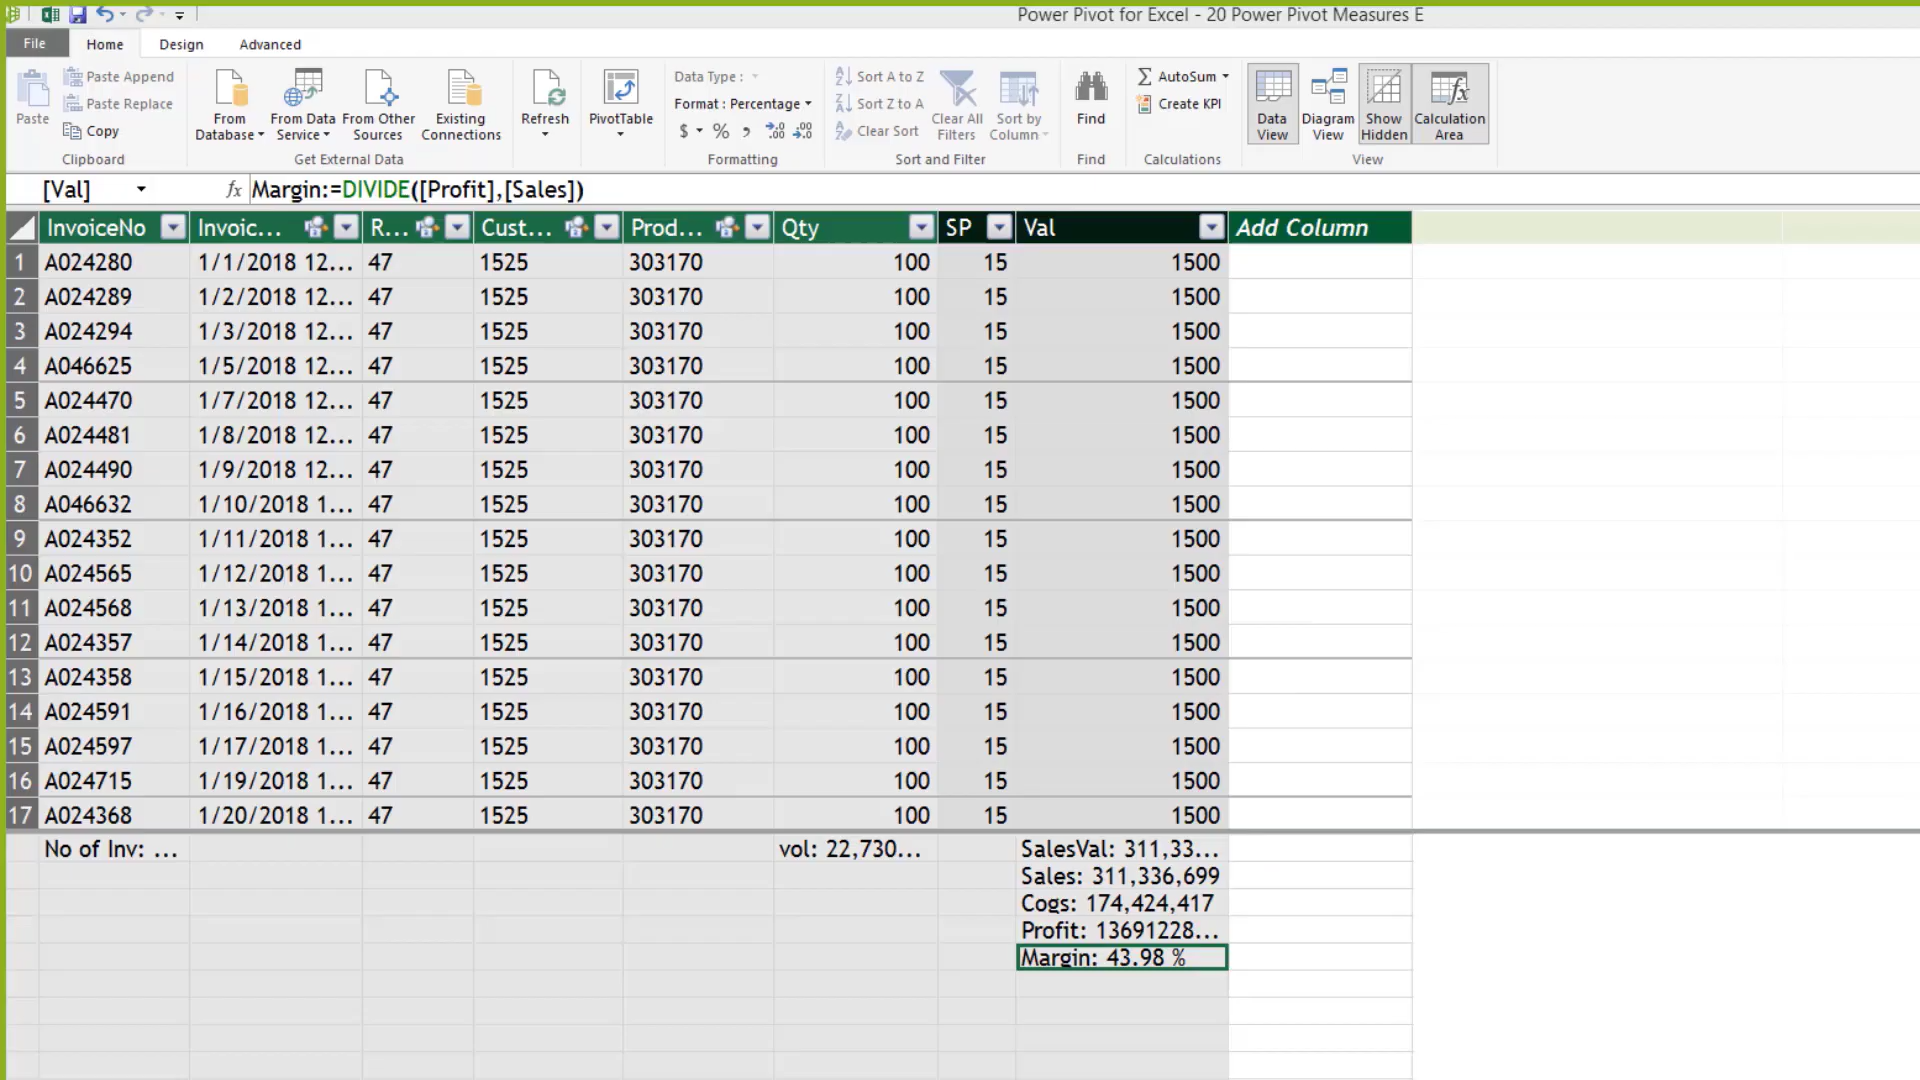 Power Pivot for Excel - 20 Power Pivot Measures E
File Home Design Advanced
Paste
Paste Append
Paste Replace
Copy
Clipboard
From Database
From Data Service
From Other Sources
Existing Connections
Get External Data
Refresh
PivotTable
Data Type :
Format : Percentage
$ % ,
.00 .00
Formatting
Sort A to Z
Sort Z to A
Clear Sort
Clear All Filters
Sort by Column
Sort and Filter
Find
Find
AutoSum
Create KPI
Calculations
Data View
Diagram View
Show Hidden
Calculation Area
View
[Val] fx Margin:=DIVIDE([Profit],[Sales])
InvoiceNo Invoic... R... Cust... Prod... Qty SP Val Add Column
1 A024280 1/1/2018 12... 47 1525 303170 100 15 1500
2 A024289 1/2/2018 12... 47 1525 303170 100 15 1500
3 A024294 1/3/2018 12... 47 1525 303170 100 15 1500
4 A046625 1/5/2018 12... 47 1525 303170 100 15 1500
5 A024470 1/7/2018 12... 47 1525 303170 100 15 1500
6 A024481 1/8/2018 12... 47 1525 303170 100 15 1500
7 A024490 1/9/2018 12... 47 1525 303170 100 15 1500
8 A046632 1/10/2018 1... 47 1525 303170 100 15 1500
9 A024352 1/11/2018 1... 47 1525 303170 100 15 1500
10 A024565 1/12/2018 1... 47 1525 303170 100 15 1500
11 A024568 1/13/2018 1... 47 1525 303170 100 15 1500
12 A024357 1/14/2018 1... 47 1525 303170 100 15 1500
13 A024358 1/15/2018 1... 47 1525 303170 100 15 1500
14 A024591 1/16/2018 1... 47 1525 303170 100 15 1500
15 A024597 1/17/2018 1... 47 1525 303170 100 15 1500
16 A024715 1/19/2018 1... 47 1525 303170 100 15 1500
17 A024368 1/20/2018 1... 47 1525 303170 100 15 1500
No of Inv: ... vol: 22,730... SalesVal: 311,33...
Sales: 311,336,699
Cogs: 174,424,417
Profit: 13691228...
Margin: 43.98 %